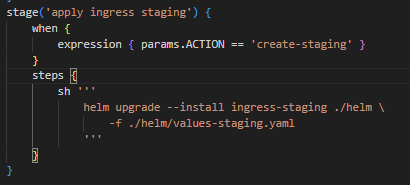 stage('apply ingress staging') {
    when {
        expression { params.ACTION == 'create-staging' }
    }
    steps {
        sh '''
            helm upgrade --install ingress-staging ./helm \
                -f ./helm/values-staging.yaml
            '''
    }
}